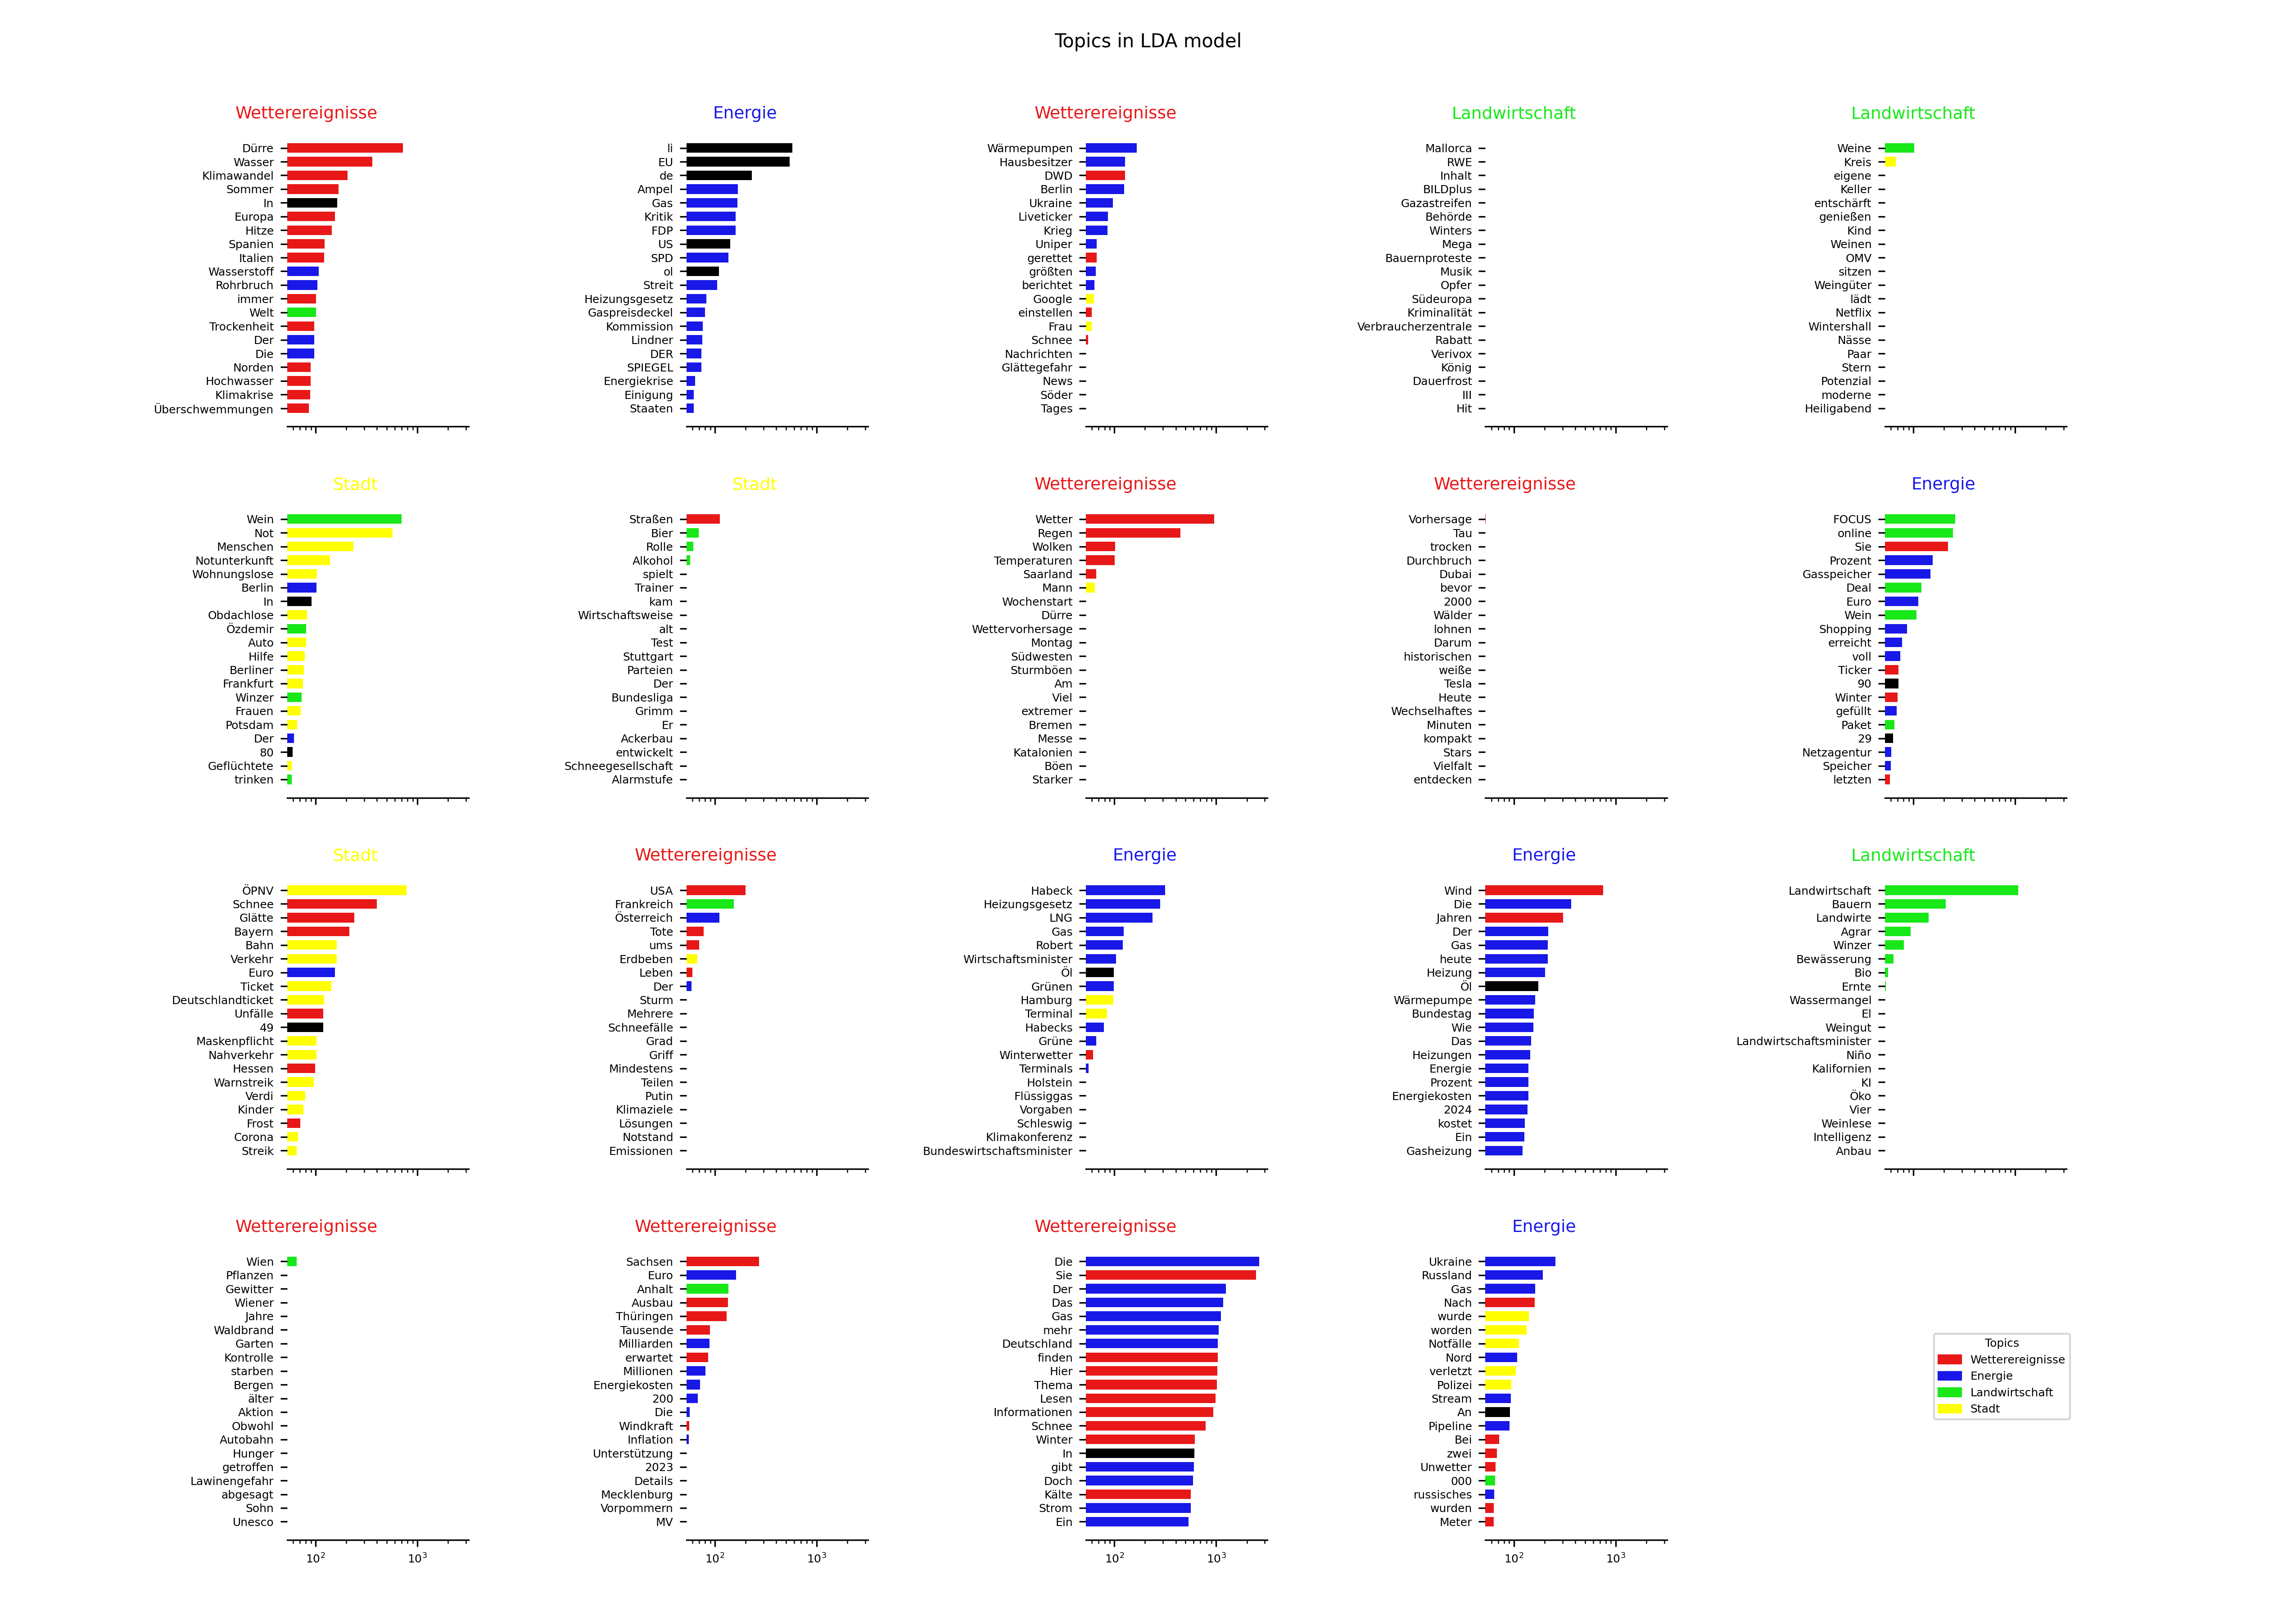 Topics in LDA model
Wetterereignisse
Dürre
Wasser
Klimawandel
Sommer
In
Europa
Hitze
Spanien
Italien
Wasserstoff
Rohrbruch
immer
Welt
Trockenheit
Der
Die
Norden
Hochwasser
Klimakrise
Überschwemmungen
Energie
li
EU
de
Ampel
Gas
Kritik
FDP
US
SPD
ol
Streit
Heizungsgesetz
Gaspreisdeckel
Kommission
Lindner
DER
SPIEGEL
Energiekrise
Einigung
Staaten
Wetterereignisse
Wärmepumpen
Hausbesitzer
DWD
Berlin
Ukraine
Liveticker
Krieg
Uniper
gerettet
größten
berichtet
Google
einstellen
Frau
Schnee
Nachrichten
Glättegefahr
News
Söder
Tages
Landwirtschaft
Mallorca
RWE
Inhalt
BILDplus
Gazastreifen
Behörde
Winters
Mega
Bauernproteste
Musik
Opfer
Südeuropa
Kriminalität
Verbraucherzentrale
Rabatt
Verivox
König
Dauerfrost
III
Hit
Landwirtschaft
Weine
Kreis
eigene
Keller
entschärft
genießen
Kind
Weinen
OMV
sitzen
Weingüter
lädt
Netflix
Wintershall
Nässe
Paar
Stern
Potenzial
moderne
Heiligabend
Stadt
Wein
Not
Menschen
Notunterkunft
Wohnungslose
Berlin
In
Obdachlose
Özdemir
Auto
Hilfe
Berliner
Frankfurt
Winzer
Frauen
Potsdam
Der
80
Geflüchtete
trinken
Stadt
Straßen
Bier
Rolle
Alkohol
spielt
Trainer
kam
Wirtschaftsweise
alt
Test
Stuttgart
Parteien
Der
Bundesliga
Grimm
Er
Ackerbau
entwickelt
Schneegesellschaft
Alarmstufe
Wetterereignisse
Wetter
Regen
Wolken
Temperaturen
Saarland
Mann
Wochenstart
Dürre
Wettervorhersage
Montag
Südwesten
Sturmböen
Am
Viel
extremer
Bremen
Messe
Katalonien
Böen
Starker
Wetterereignisse
Vorhersage
Tau
trocken
Durchbruch
Dubai
bevor
2000
Wälder
lohnen
Darum
historischen
weiße
Tesla
Heute
Wechselhaftes
Minuten
kompakt
Stars
Vielfalt
entdecken
Energie
FOCUS
online
Sie
Prozent
Gasspeicher
Deal
Euro
Wein
Shopping
erreicht
voll
Ticker
90
Winter
gefüllt
Paket
29
Netzagentur
Speicher
letzten
Stadt
ÖPNV
Schnee
Glätte
Bayern
Bahn
Verkehr
Euro
Ticket
Deutschlandticket
Unfälle
49
Maskenpflicht
Nahverkehr
Hessen
Warnstreik
Verdi
Kinder
Frost
Corona
Streik
Wetterereignisse
USA
Frankreich
Österreich
Tote
ums
Erdbeben
Leben
Der
Sturm
Mehrere
Schneefälle
Grad
Griff
Mindestens
Teilen
Putin
Klimaziele
Lösungen
Notstand
Emissionen
Energie
Habeck
Heizungsgesetz
LNG
Gas
Robert
Wirtschaftsminister
Öl
Grünen
Hamburg
Terminal
Habecks
Grüne
Winterwetter
Terminals
Holstein
Flüssiggas
Vorgaben
Schleswig
Klimakonferenz
Bundeswirtschaftsminister
Energie
Wind
Die
Jahren
Der
Gas
heute
Heizung
Öl
Wärmepumpe
Bundestag
Wie
Das
Heizungen
Energie
Prozent
Energiekosten
2024
kostet
Ein
Gasheizung
Landwirtschaft
Landwirtschaft
Bauern
Landwirte
Agrar
Winzer
Bewässerung
Bio
Ernte
Wassermangel
El
Weingut
Landwirtschaftsminister
Niño
Kalifornien
KI
Öko
Vier
Weinlese
Intelligenz
Anbau
Wetterereignisse
Wien
Pflanzen
Gewitter
Wiener
Jahre
Waldbrand
Garten
Kontrolle
starben
Bergen
älter
Aktion
Obwohl
Autobahn
Hunger
getroffen
Lawinengefahr
abgesagt
Sohn
Unesco
10²
10³
Wetterereignisse
Sachsen
Euro
Anhalt
Ausbau
Thüringen
Tausende
Milliarden
erwartet
Millionen
Energiekosten
200
Die
Windkraft
Inflation
Unterstützung
2023
Details
Mecklenburg
Vorpommern
MV
10²
10³
Wetterereignisse
Die
Sie
Der
Das
Gas
mehr
Deutschland
finden
Hier
Thema
Lesen
Informationen
Schnee
Winter
In
gibt
Doch
Kälte
Strom
Ein
10²
10³
Energie
Ukraine
Russland
Gas
Nach
wurde
worden
Notfälle
Nord
verletzt
Polizei
Stream
An
Pipeline
Bei
zwei
Unwetter
000
russisches
wurden
Meter
10²
10³
Topics
Wetterereignisse
Energie
Landwirtschaft
Stadt